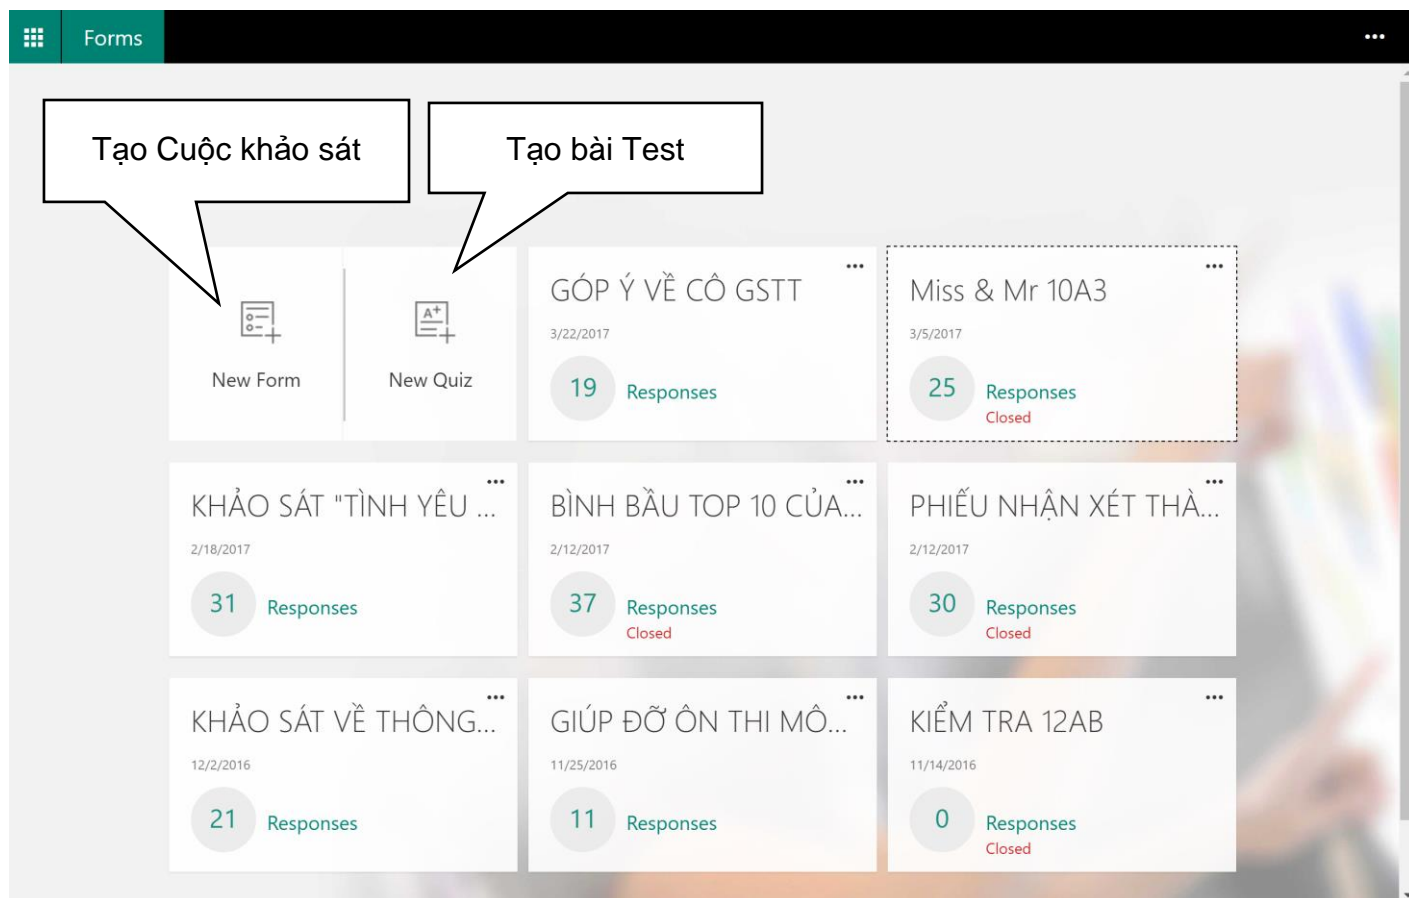 Forms
Tạo Cuộc khảo sát
Tạo bài Test
New Form
A+
New Quiz
GÓP Ý VỀ CÔ GSTT
3/22/2017
19 Responses
Miss & Mr 10A3
3/5/2017
25 Responses
Closed
KHẢO SÁT "TÌNH YÊU ...
2/18/2017
31 Responses
BÌNH BẦU TOP 10 CỦA...
2/12/2017
37 Responses
Closed
PHIẾU NHẬN XÉT THÀ...
2/12/2017
30 Responses
Closed
KHẢO SÁT VỀ THÔNG...
12/2/2016
21 Responses
GIÚP ĐỠ ÔN THI MÔ...
11/25/2016
11 Responses
KIỂM TRA 12AB
11/14/2016
0 Responses
Closed